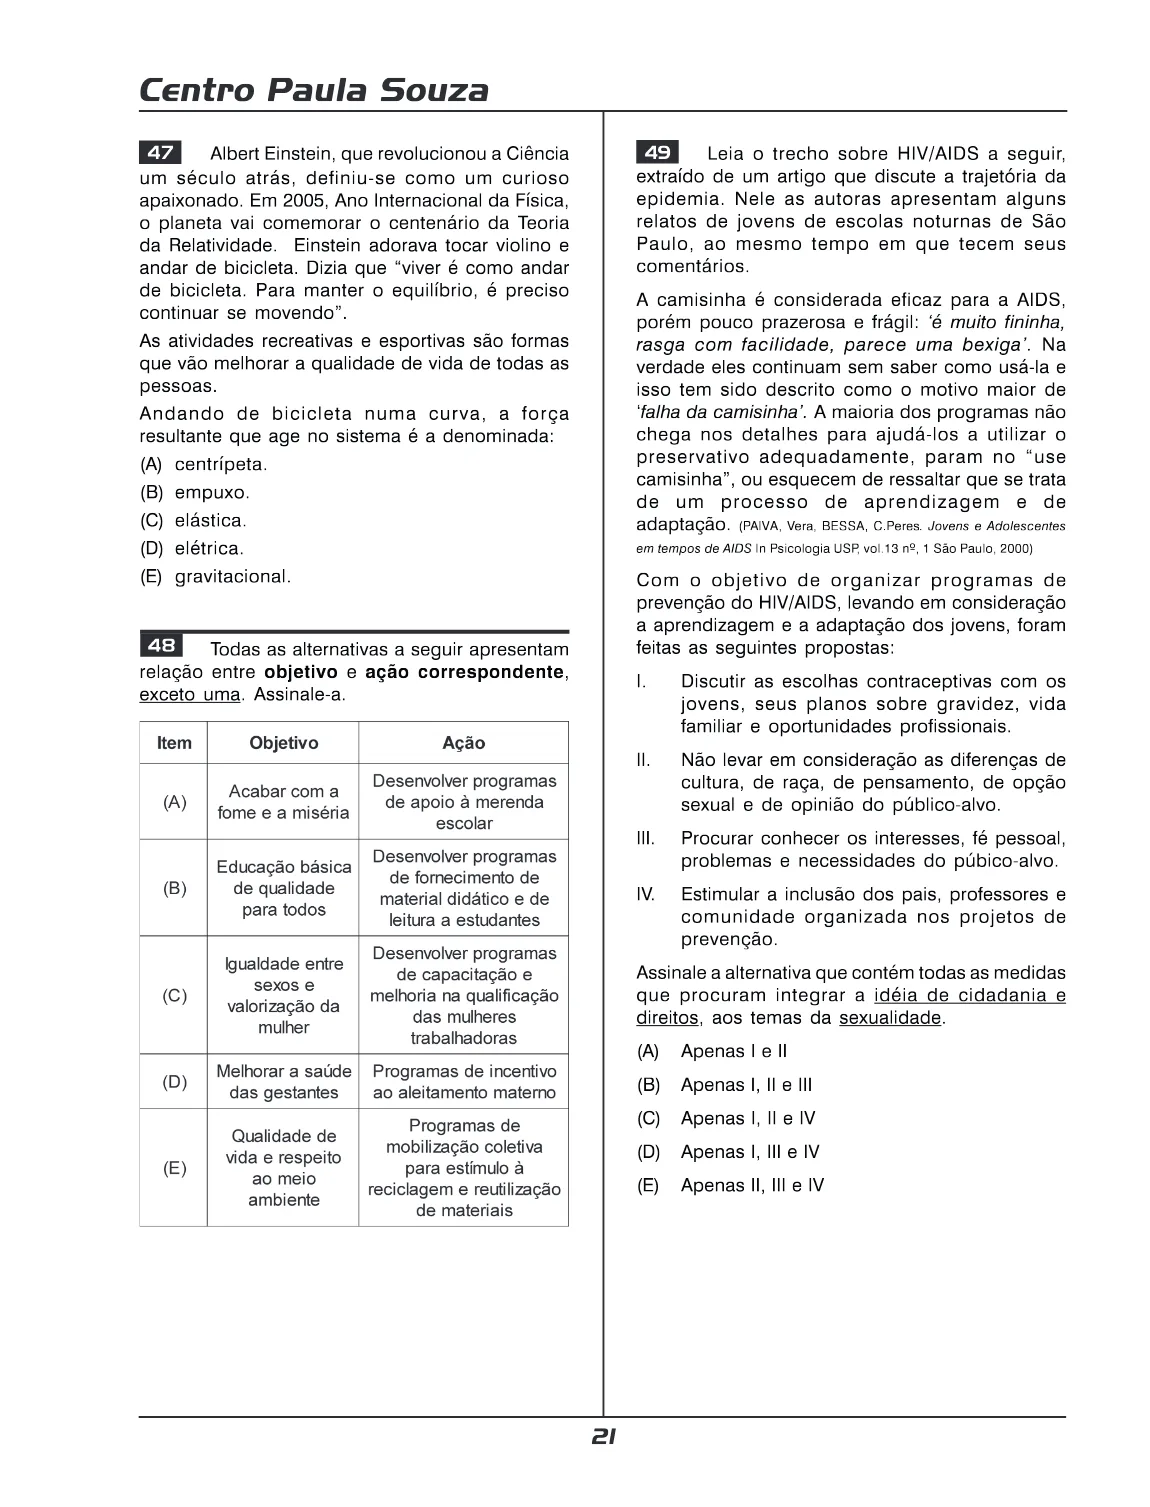 Centro Paula Souza
47 Albert Einstein, que revolucionou a Ciência
um século atrás, definiu-se como um curioso
apaixonado. Em 2005, Ano Internacional da Física,
o planeta vai comemorar o centenário da Teoria
da Relatividade. Einstein adorava tocar violino e
andar de bicicleta. Dizia que “viver é como andar
de bicicleta. Para manter o equilíbrio, é preciso
continuar se movendo”.
As atividades recreativas e esportivas são formas
que vão melhorar a qualidade de vida de todas as
pessoas.
Andando de bicicleta numa curva, a força
resultante que age no sistema é a denominada:
(A) centrípeta.
(B) empuxo.
(C) elástica.
(D) elétrica.
(E) gravitacional.
48 Todas as alternativas a seguir apresentam
relação entre objetivo e ação correspondente,
exceto uma. Assinale-a.
Item Objetivo Ação
(A)
Acabar com a
fome e a miséria
Desenvolver programas
de apoio à merenda
escolar
(B)
Educação básica
de qualidade
para todos
Desenvolver programas
de fornecimento de
material didático e de
leitura a estudantes
(C)
Igualdade entre
sexos e
valorização da
mulher
Desenvolver programas
de capacitação e
melhoria na qualificação
das mulheres
trabalhadoras
(D)
Melhorar a saúde
das gestantes
Programas de incentivo
ao aleitamento materno
(E)
Qualidade de
vida e respeito
ao meio
ambiente
Programas de
mobilização coletiva
para estímulo à
reciclagem e reutilização
de materiais
49 Leia o trecho sobre HIV/AIDS a seguir,
extraído de um artigo que discute a trajetória da
epidemia. Nele as autoras apresentam alguns
relatos de jovens de escolas noturnas de São
Paulo, ao mesmo tempo em que tecem seus
comentários.
A camisinha é considerada eficaz para a AIDS,
porém pouco prazerosa e frágil: ‘é muito fininha,
rasga com facilidade, parece uma bexiga’. Na
verdade eles continuam sem saber como usá-la e
isso tem sido descrito como o motivo maior de
‘falha da camisinha’. A maioria dos programas não
chega nos detalhes para ajudá-los a utilizar o
preservativo adequadamente, param no “use
camisinha”, ou esquecem de ressaltar que se trata
de um processo de aprendizagem e de
adaptação. (PAIVA, Vera, BESSA, C.Peres. Jovens e Adolescentes
em tempos de AIDS In Psicologia USP, vol.13 nº, 1 São Paulo, 2000)
Com o objetivo de organizar programas de
prevenção do HIV/AIDS, levando em consideração
a aprendizagem e a adaptação dos jovens, foram
feitas as seguintes propostas:
I. Discutir as escolhas contraceptivas com os
jovens, seus planos sobre gravidez, vida
familiar e oportunidades profissionais.
II. Não levar em consideração as diferenças de
cultura, de raça, de pensamento, de opção
sexual e de opinião do público-alvo.
III. Procurar conhecer os interesses, fé pessoal,
problemas e necessidades do púbico-alvo.
IV. Estimular a inclusão dos pais, professores e
comunidade organizada nos projetos de
prevenção.
Assinale a alternativa que contém todas as medidas
que procuram integrar a idéia de cidadania e
direitos, aos temas da sexualidade.
(A) Apenas I e II
(B) Apenas I, II e III
(C) Apenas I, II e IV
(D) Apenas I, III e IV
(E) Apenas II, III e IV
21